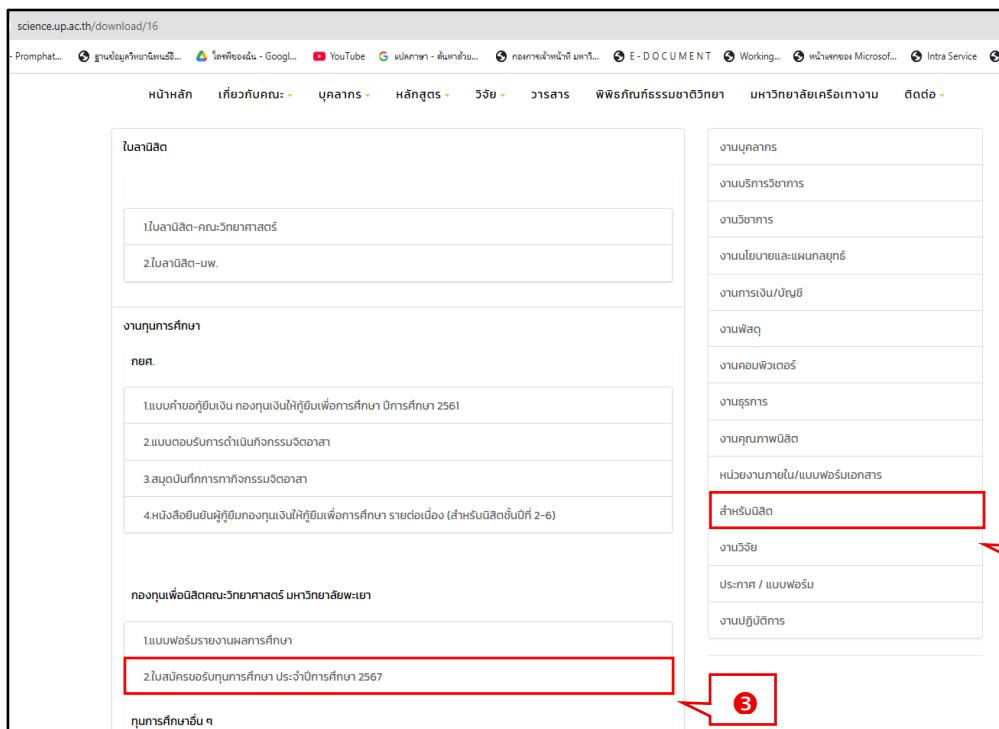 science.up.ac.th/download/16
- Promphat... ฐานข้อมูลวิทยานิพนธ์อิ... ไดรฟ์ของฉัน - Googl... YouTube แปลภาษา - ค้นหาด้วย... กองการเจ้าหน้าที่ มหาวิ... E - D O C U M E N T Working... หน้าแรกของ Microsof... Intra Service
หน้าหลัก เกี่ยวกับคณะ บุคลากร หลักสูตร วิจัย วารสาร พิพิธภัณฑ์ธรรมชาติวิทยา มหาวิทยาลัยเครือเทางาม ติดต่อ
ใบลานิสิต
1.ใบลานิสิต-คณะวิทยาศาสตร์
2.ใบลานิสิต-มพ.
งานทุนการศึกษา
กยศ.
1.แบบคำขอกู้ยืมเงิน กองทุนเงินให้กู้ยืมเพื่อการศึกษา ปีการศึกษา 2561
2.แบบตอบรับการดำเนินกิจกรรมจิตอาสา
3.สมุดบันทึกการทากิจกรรมจิตอาสา
4.หนังสือยืนยันผู้กู้ยืมกองทุนเงินให้กู้ยืมเพื่อการศึกษา รายต่อเนื่อง (สำหรับนิสิตชั้นปีที่ 2-6)
กองทุนเพื่อนิสิตคณะวิทยาศาสตร์ มหาวิทยาลัยพะเยา
1.แบบฟอร์มรายงานผลการศึกษา
2.ใบสมัครขอรับทุนการศึกษา ประจำปีการศึกษา 2567
ทุนการศึกษาอื่น ๆ
งานบุคลากร
งานบริการวิชาการ
งานวิชาการ
งานนโยบายและแผนกลยุทธ์
งานการเงิน/บัญชี
งานพัสดุ
งานคอมพิวเตอร์
งานธุรการ
งานคุณภาพนิสิต
หน่วยงานภายใน/แบบฟอร์มเอกสาร
สำหรับนิสิต
งานวิจัย
ประกาศ / แบบฟอร์ม
งานปฏิบัติการ
❸